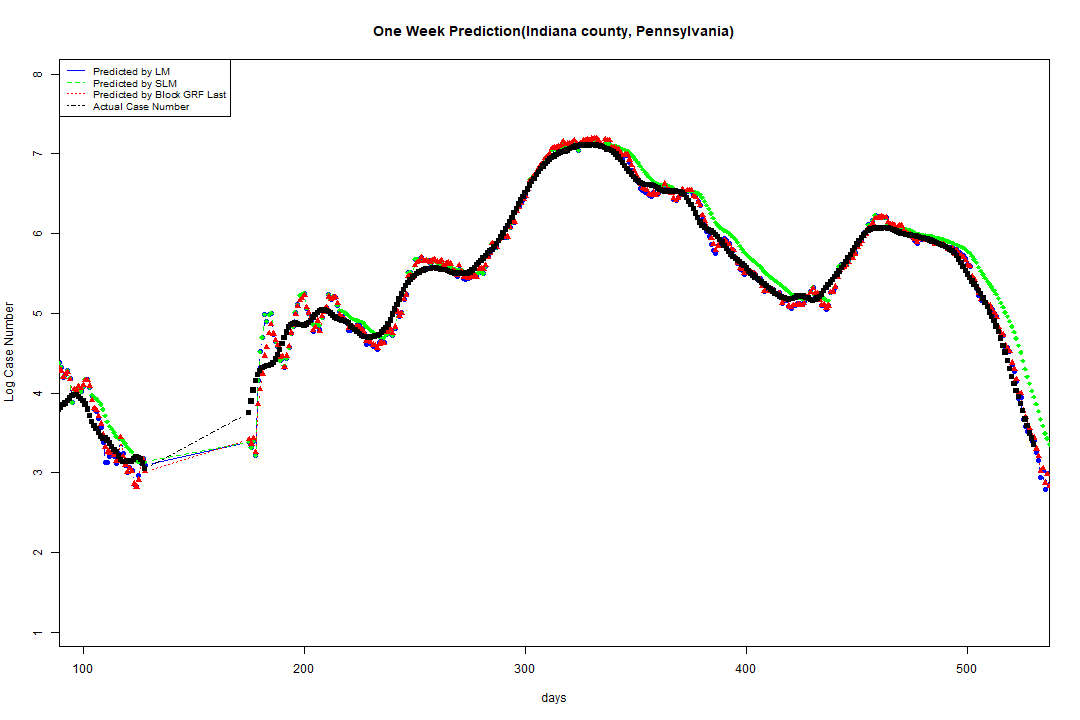 One Week Prediction(Indiana county, Pennsylvania)
Predicted by LM
Predicted by SLM
Predicted by Block GRF Last
Actual Case Number
8
7
6
5
4
3
2
1
Log Case Number
100 200 300 400 500
days